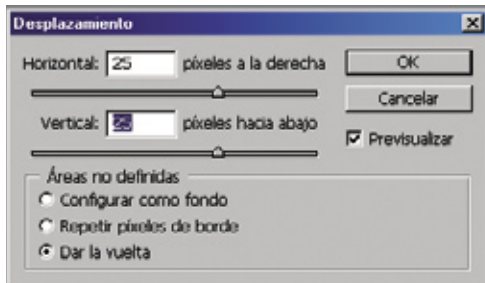 Desplazamiento
Horizontal: 25 píxeles a la derecha OK
Cancelar
Vertical: 25 píxeles hacia abajo
Previsualizar
Áreas no definidas
Configurar como fondo
Repetir píxeles de borde
Dar la vuelta